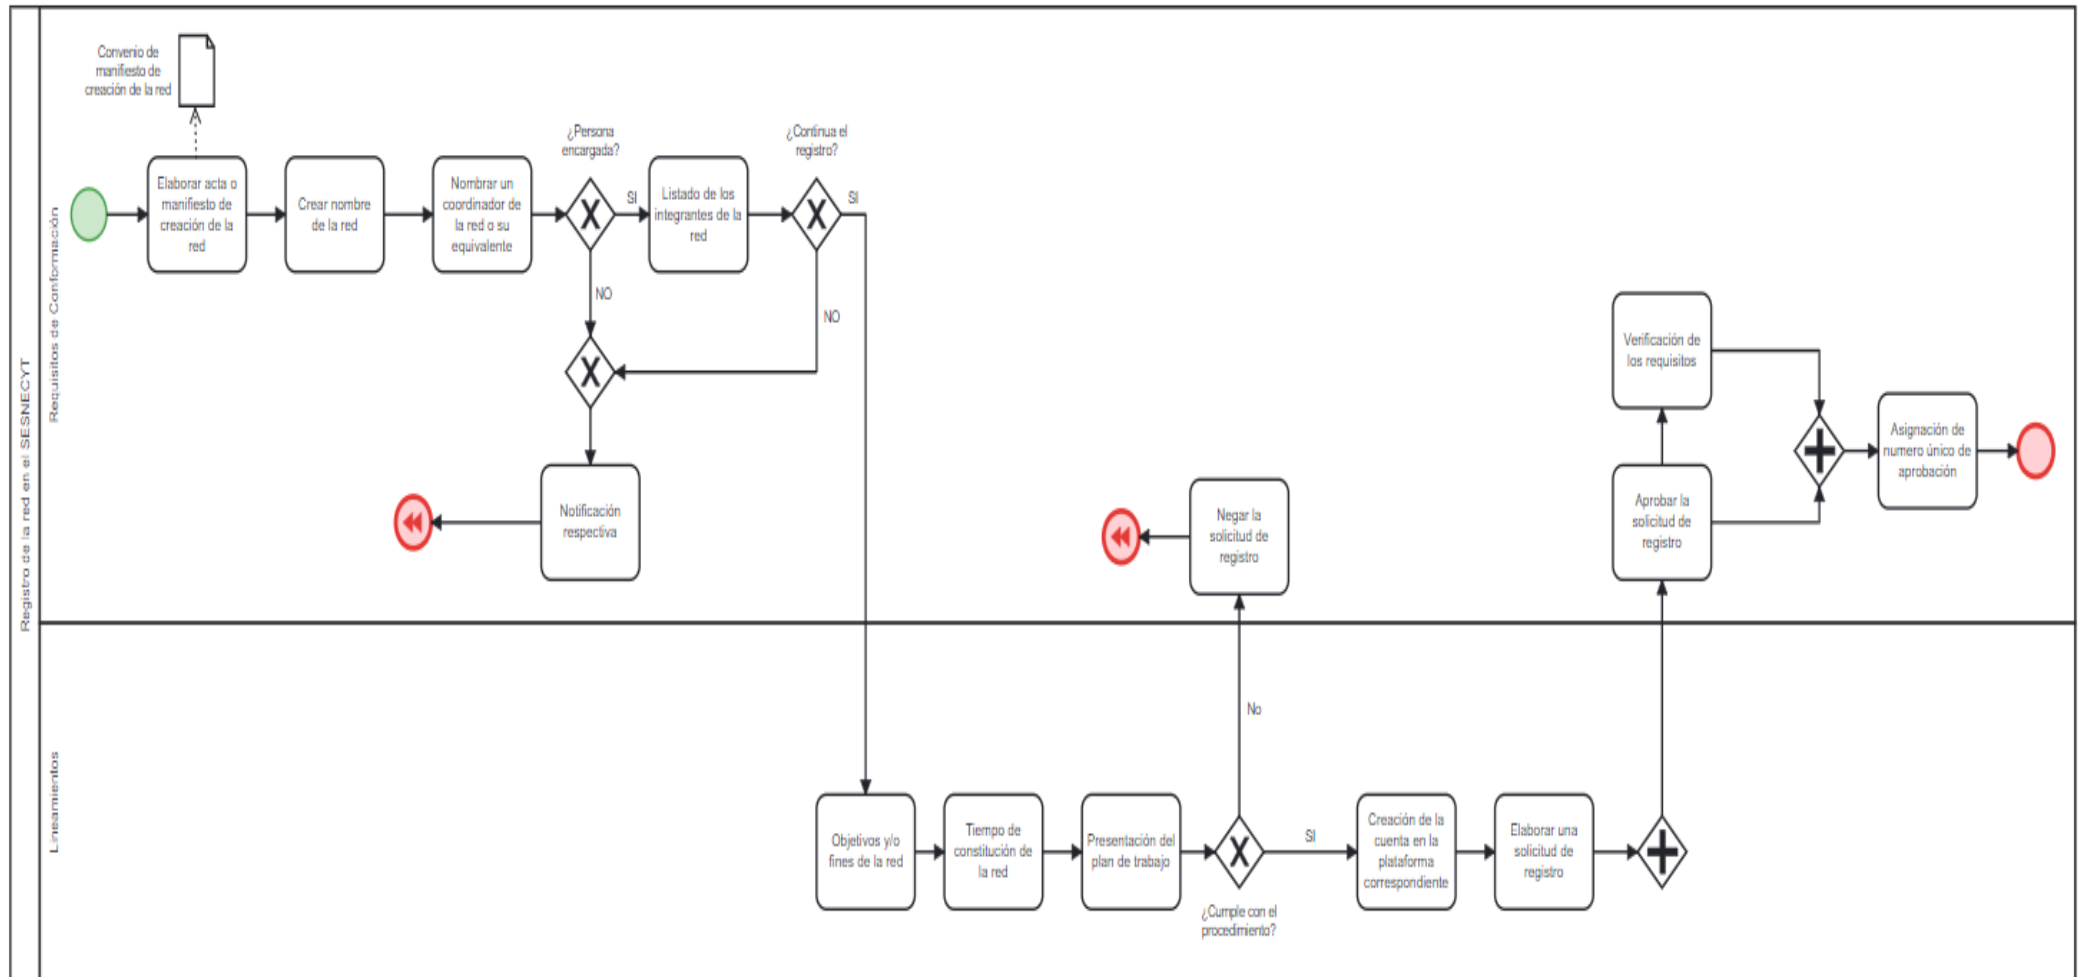 Registro de la red en el SESNECYT
Requisitos de Conformación
Convenio de
manifiesto de
creación de la red
Elaborar acta o
manifiesto de
creación de la
red
Crear nombre
de la red
Nombrar un
coordinador de
la red o su
equivalente
¿Persona
encargada?
SI
NO
Listado de los
integrantes de la
red
¿Continua el
registro?
SI
NO
Notificación
respectiva
Negar la
solicitud de
registro
Verificación de
los requisitos
Aprobar la
solicitud de
registro
Asignación de
numero único de
aprobación
Lineamientos
Objetivos y/o
fines de la red
Tiempo de
constitución de
la red
Presentación del
plan de trabajo
No
SI
¿Cumple con el
procedimiento?
Creación de la
cuenta en la
plataforma
correspondiente
Elaborar una
solicitud de
registro